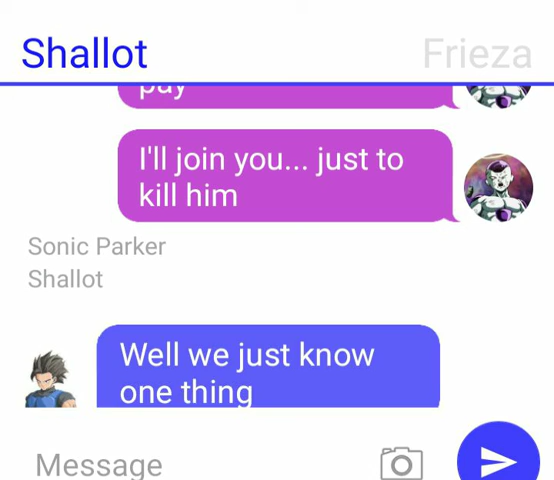 Shallot
Frieza
pay
I'll join you... just to
kill him
Sonic Parker
Shallot
Well we just know
one thing
Message